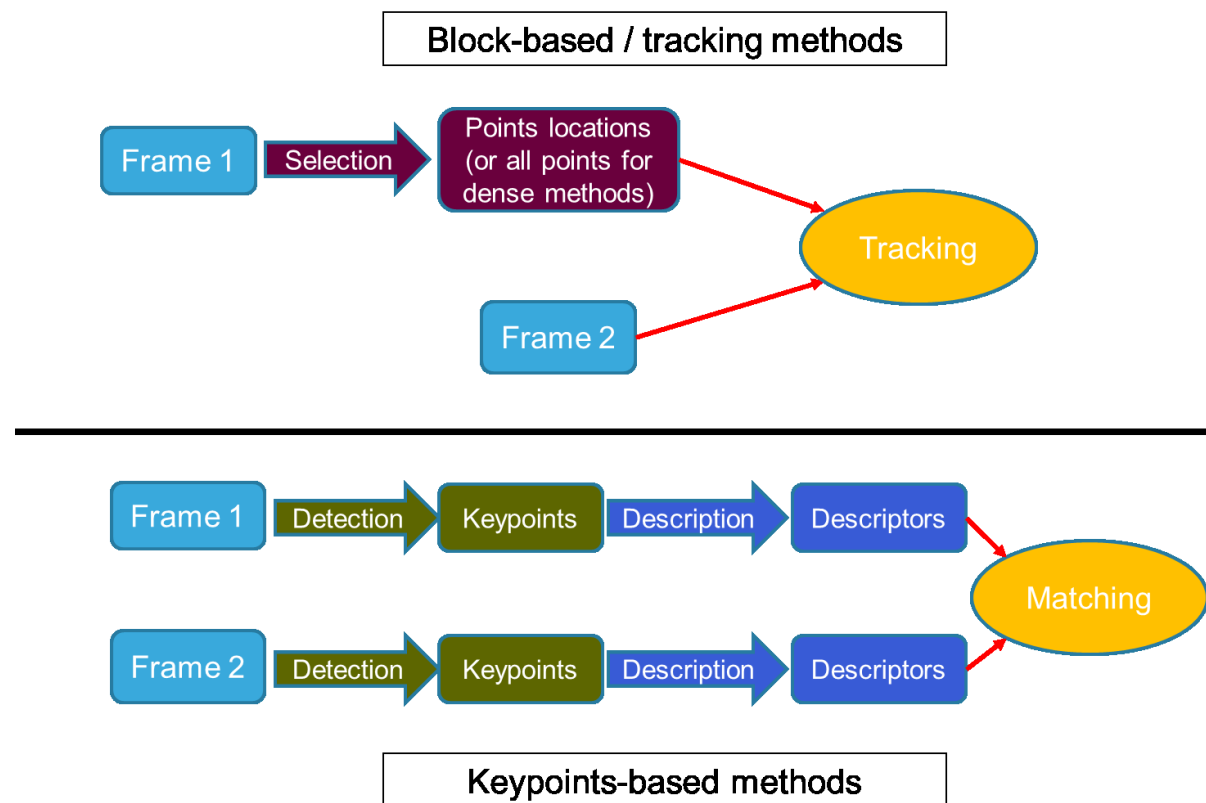 Block-based / tracking methods
Frame 1
Selection
Points locations
(or all points for
dense methods)
Tracking
Frame 2
Frame 1
Detection
Keypoints
Description
Descriptors
Matching
Frame 2
Detection
Keypoints
Description
Descriptors
Keypoints-based methods